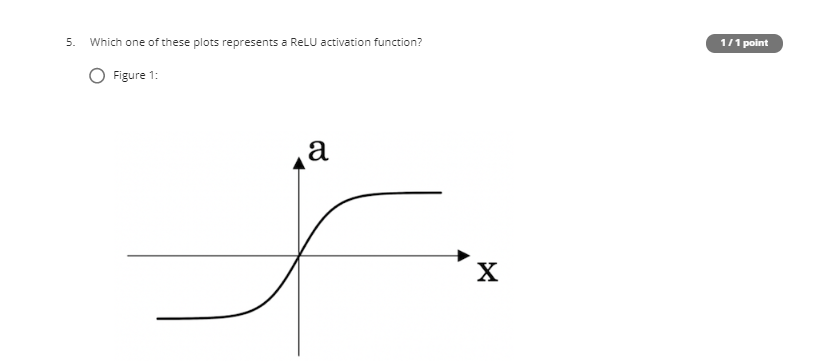 5. Which one of these plots represents a ReLU activation function?
1 / 1 point
Figure 1:
a
x